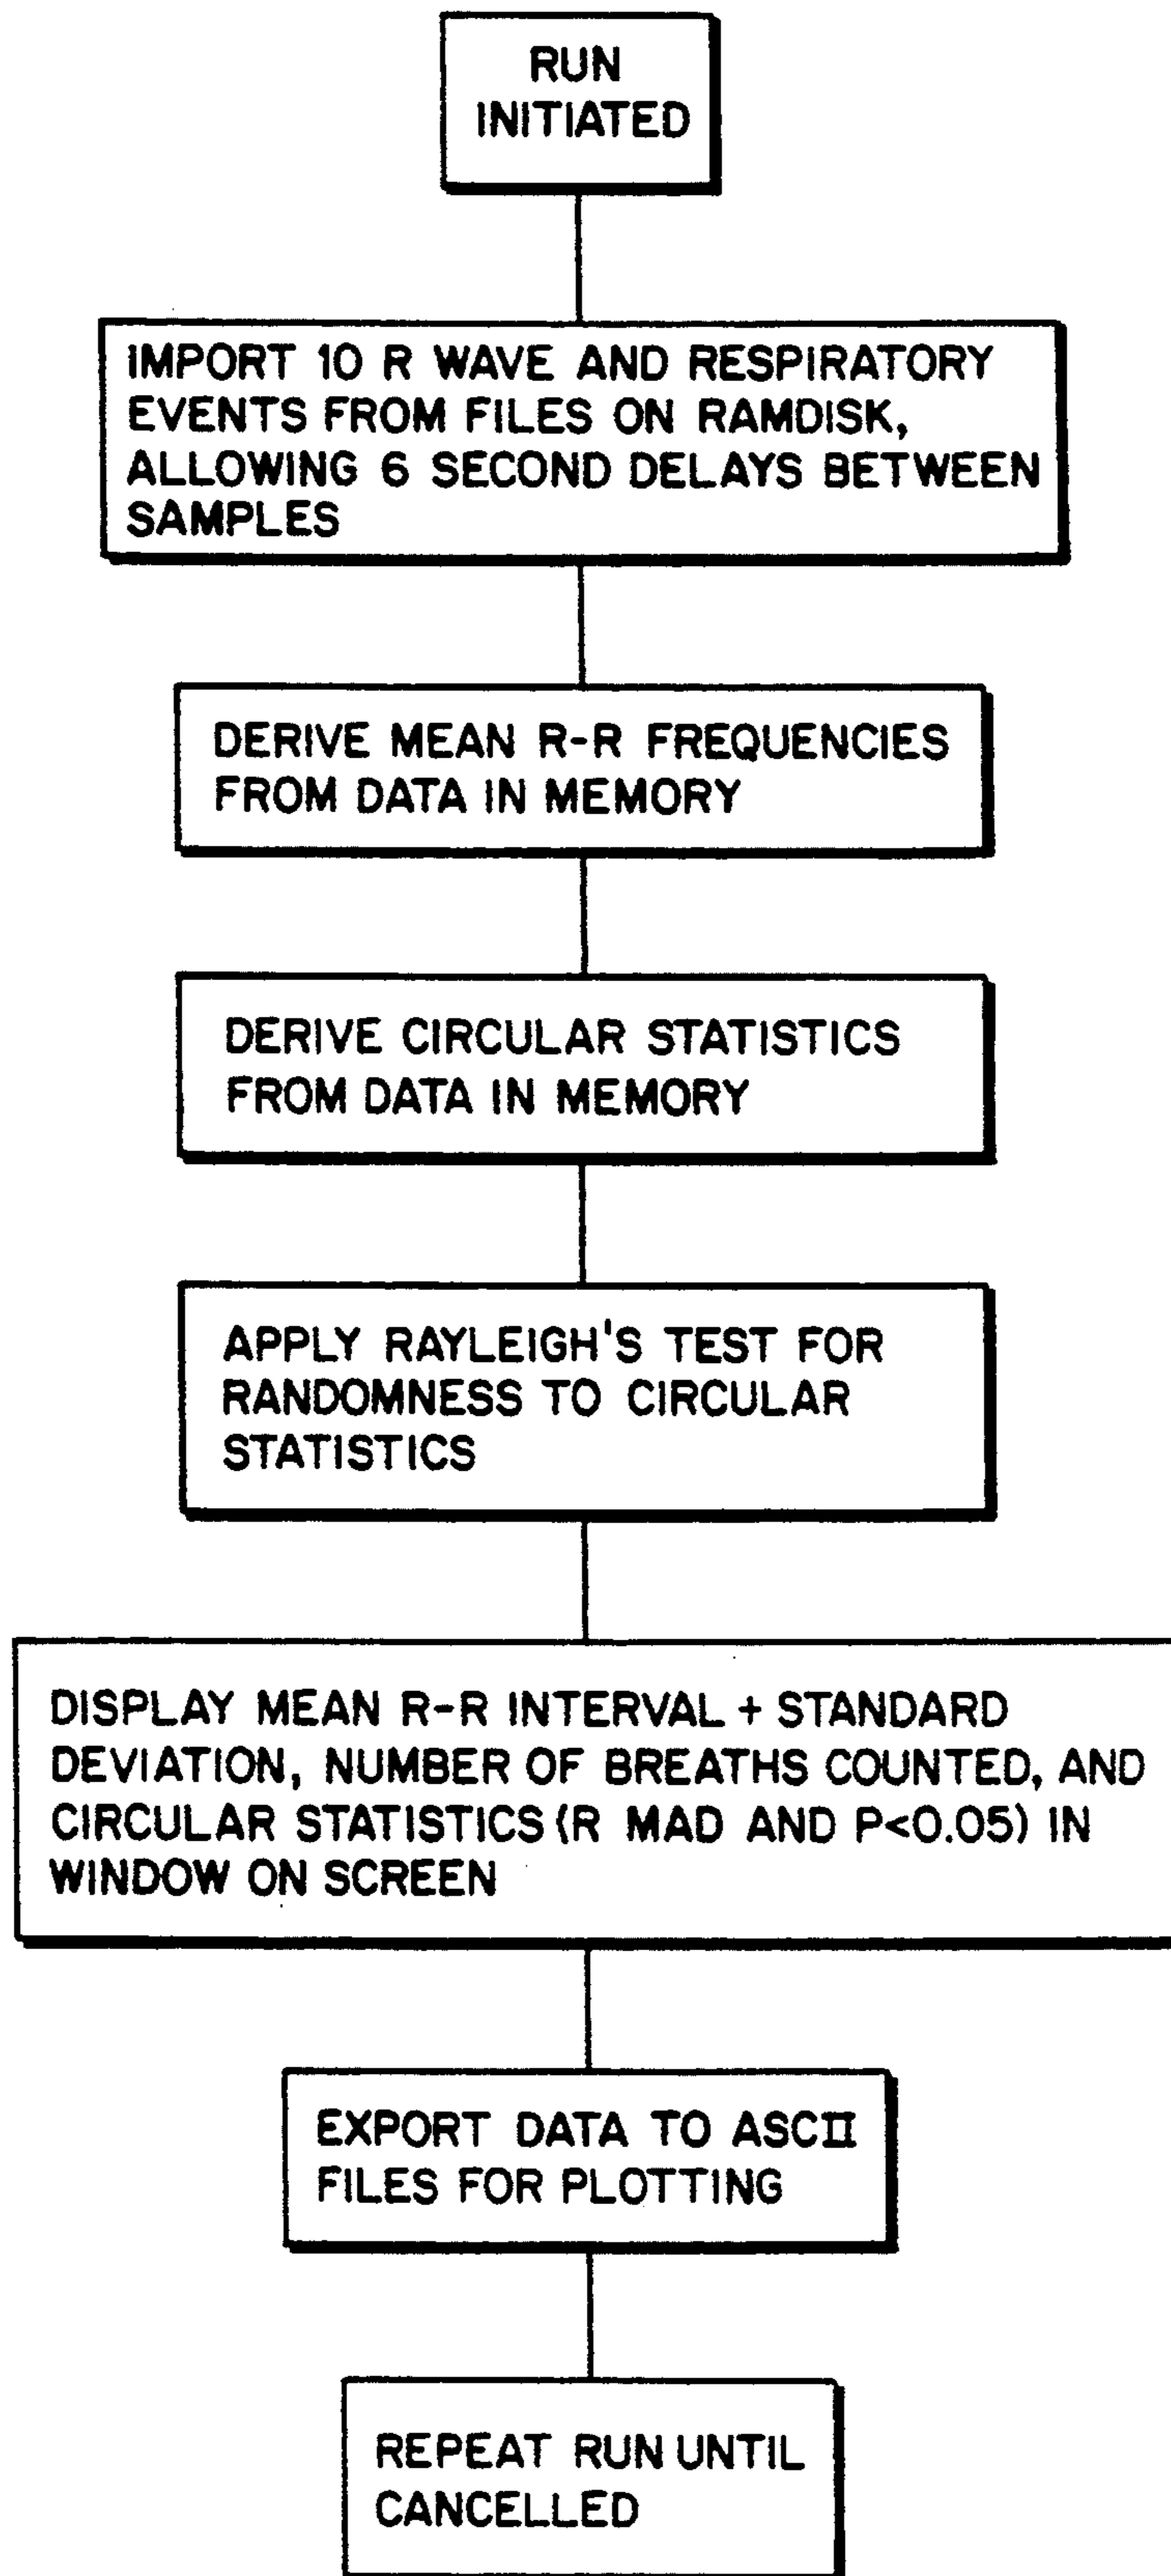 RUN
INITIATED
IMPORT 10 R WAVE AND RESPIRATORY
EVENTS FROM FILES ON RAMDISK,
ALLOWING 6 SECOND DELAYS BETWEEN
SAMPLES
DERIVE MEAN R-R FREQUENCIES
FROM DATA IN MEMORY
DERIVE CIRCULAR STATISTICS
FROM DATA IN MEMORY
APPLY RAYLEIGH'S TEST FOR
RANDOMNESS TO CIRCULAR
STATISTICS
DISPLAY MEAN R-R INTERVAL + STANDARD
DEVIATION, NUMBER OF BREATHS COUNTED, AND
CIRCULAR STATISTICS (R MAD AND P<0.05) IN
WINDOW ON SCREEN
EXPORT DATA TO ASCII
FILES FOR PLOTTING
REPEAT RUN UNTIL
CANCELLED